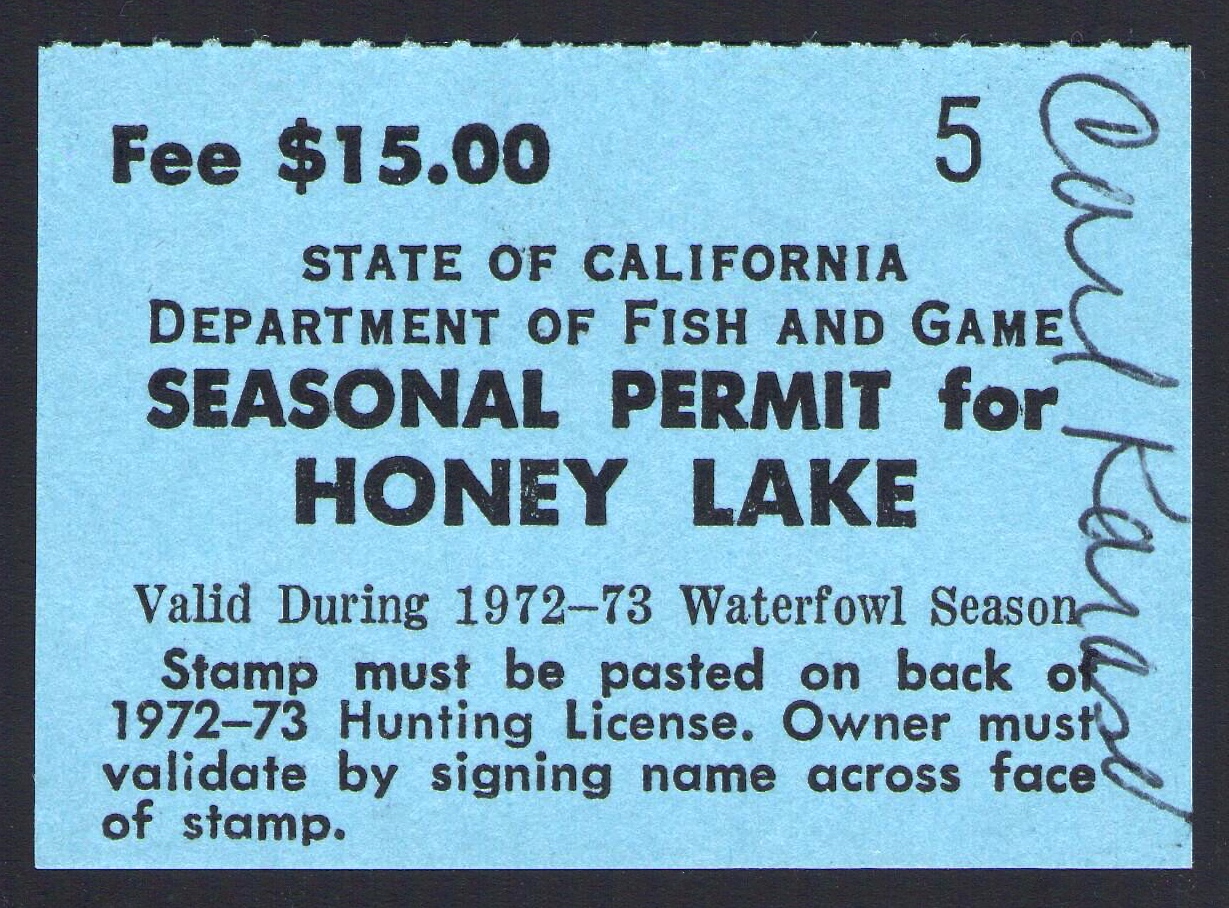 Fee $15.00 5
STATE OF CALIFORNIA
DEPARTMENT OF FISH AND GAME
SEASONAL PERMIT for
HONEY LAKE
Valid During 1972–73 Waterfowl Season
Stamp must be pasted on back of
1972–73 Hunting License. Owner must
validate by signing name across face
of stamp.
Carl